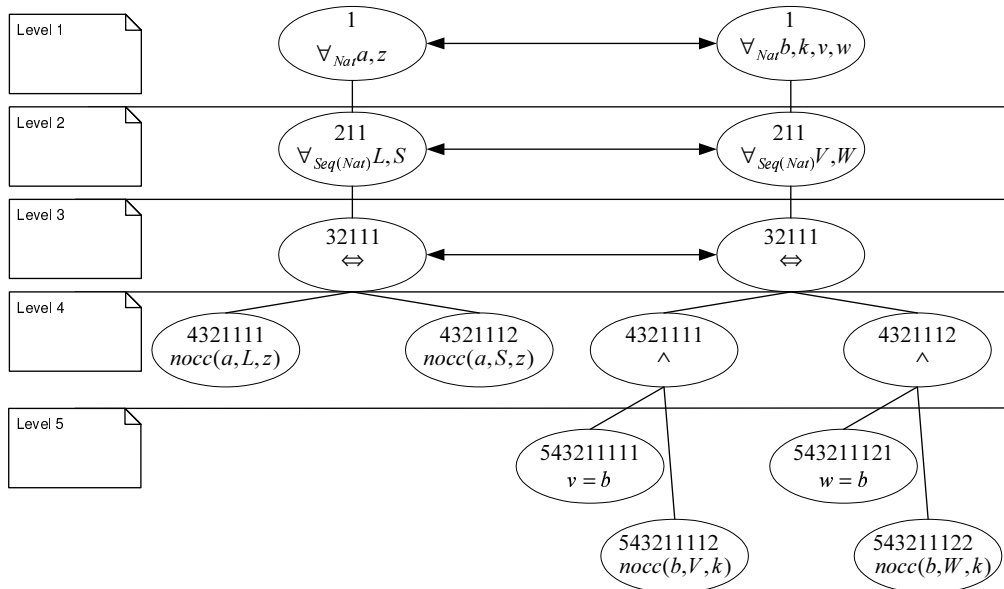 Level 1
1
∀Nat a, z
1
∀Nat b, k, v, w
Level 2
211
∀Seq(Nat) L, S
211
∀Seq(Nat) V, W
Level 3
32111
⇔
32111
⇔
Level 4
4321111
nocc(a, L, z)
4321112
nocc(a, S, z)
4321111
∧
4321112
∧
Level 5
543211111
v = b
543211121
w = b
543211112
nocc(b, V, k)
543211122
nocc(b, W, k)